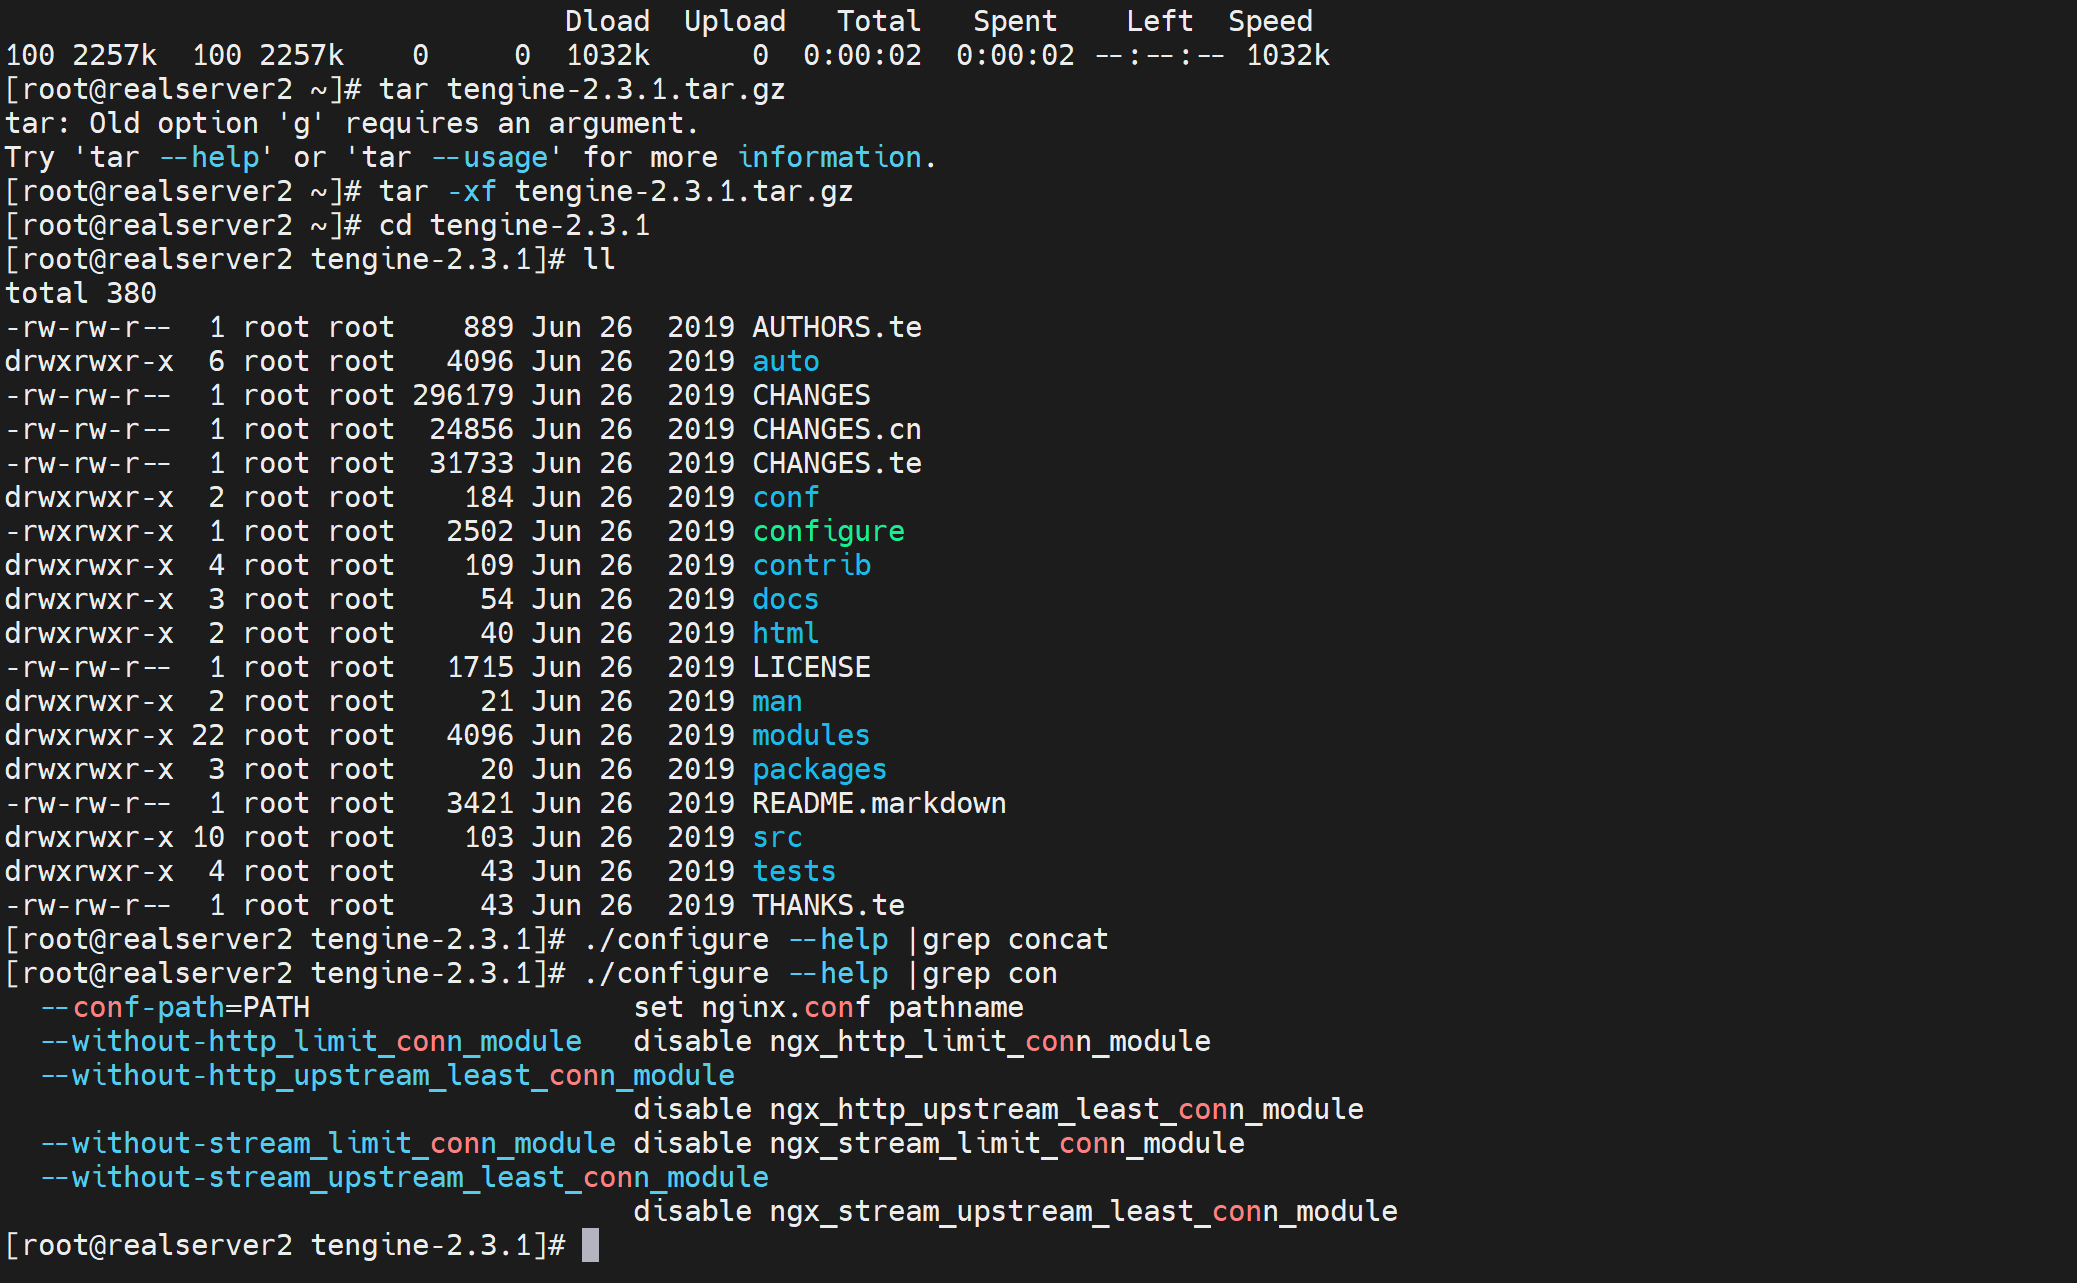 Dload  Upload   Total   Spent    Left  Speed
100 2257k  100 2257k    0     0  1032k      0  0:00:02  0:00:02 --:--:-- 1032k
[root@realserver2 ~]# tar tengine-2.3.1.tar.gz
tar: Old option 'g' requires an argument.
Try 'tar --help' or 'tar --usage' for more information.
[root@realserver2 ~]# tar -xf tengine-2.3.1.tar.gz
[root@realserver2 ~]# cd tengine-2.3.1
[root@realserver2 tengine-2.3.1]# ll
total 380
-rw-rw-r--  1 root root    889 Jun 26  2019 AUTHORS.te
drwxrwxr-x  6 root root   4096 Jun 26  2019 auto
-rw-rw-r--  1 root root 296179 Jun 26  2019 CHANGES
-rw-rw-r--  1 root root  24856 Jun 26  2019 CHANGES.cn
-rw-rw-r--  1 root root  31733 Jun 26  2019 CHANGES.te
drwxrwxr-x  2 root root    184 Jun 26  2019 conf
-rwxrwxr-x  1 root root   2502 Jun 26  2019 configure
drwxrwxr-x  4 root root    109 Jun 26  2019 contrib
drwxrwxr-x  3 root root     54 Jun 26  2019 docs
drwxrwxr-x  2 root root     40 Jun 26  2019 html
-rw-rw-r--  1 root root   1715 Jun 26  2019 LICENSE
drwxrwxr-x  2 root root     21 Jun 26  2019 man
drwxrwxr-x 22 root root   4096 Jun 26  2019 modules
drwxrwxr-x  3 root root     20 Jun 26  2019 packages
-rw-rw-r--  1 root root   3421 Jun 26  2019 README.markdown
drwxrwxr-x 10 root root    103 Jun 26  2019 src
drwxrwxr-x  4 root root     43 Jun 26  2019 tests
-rw-rw-r--  1 root root     43 Jun 26  2019 THANKS.te
[root@realserver2 tengine-2.3.1]# ./configure --help |grep concat
[root@realserver2 tengine-2.3.1]# ./configure --help |grep con
  --conf-path=PATH                   set nginx.conf pathname
  --without-http_limit_conn_module   disable ngx_http_limit_conn_module
  --without-http_upstream_least_conn_module
                                     disable ngx_http_upstream_least_conn_module
  --without-stream_limit_conn_module disable ngx_stream_limit_conn_module
  --without-stream_upstream_least_conn_module
                                     disable ngx_stream_upstream_least_conn_module
[root@realserver2 tengine-2.3.1]#